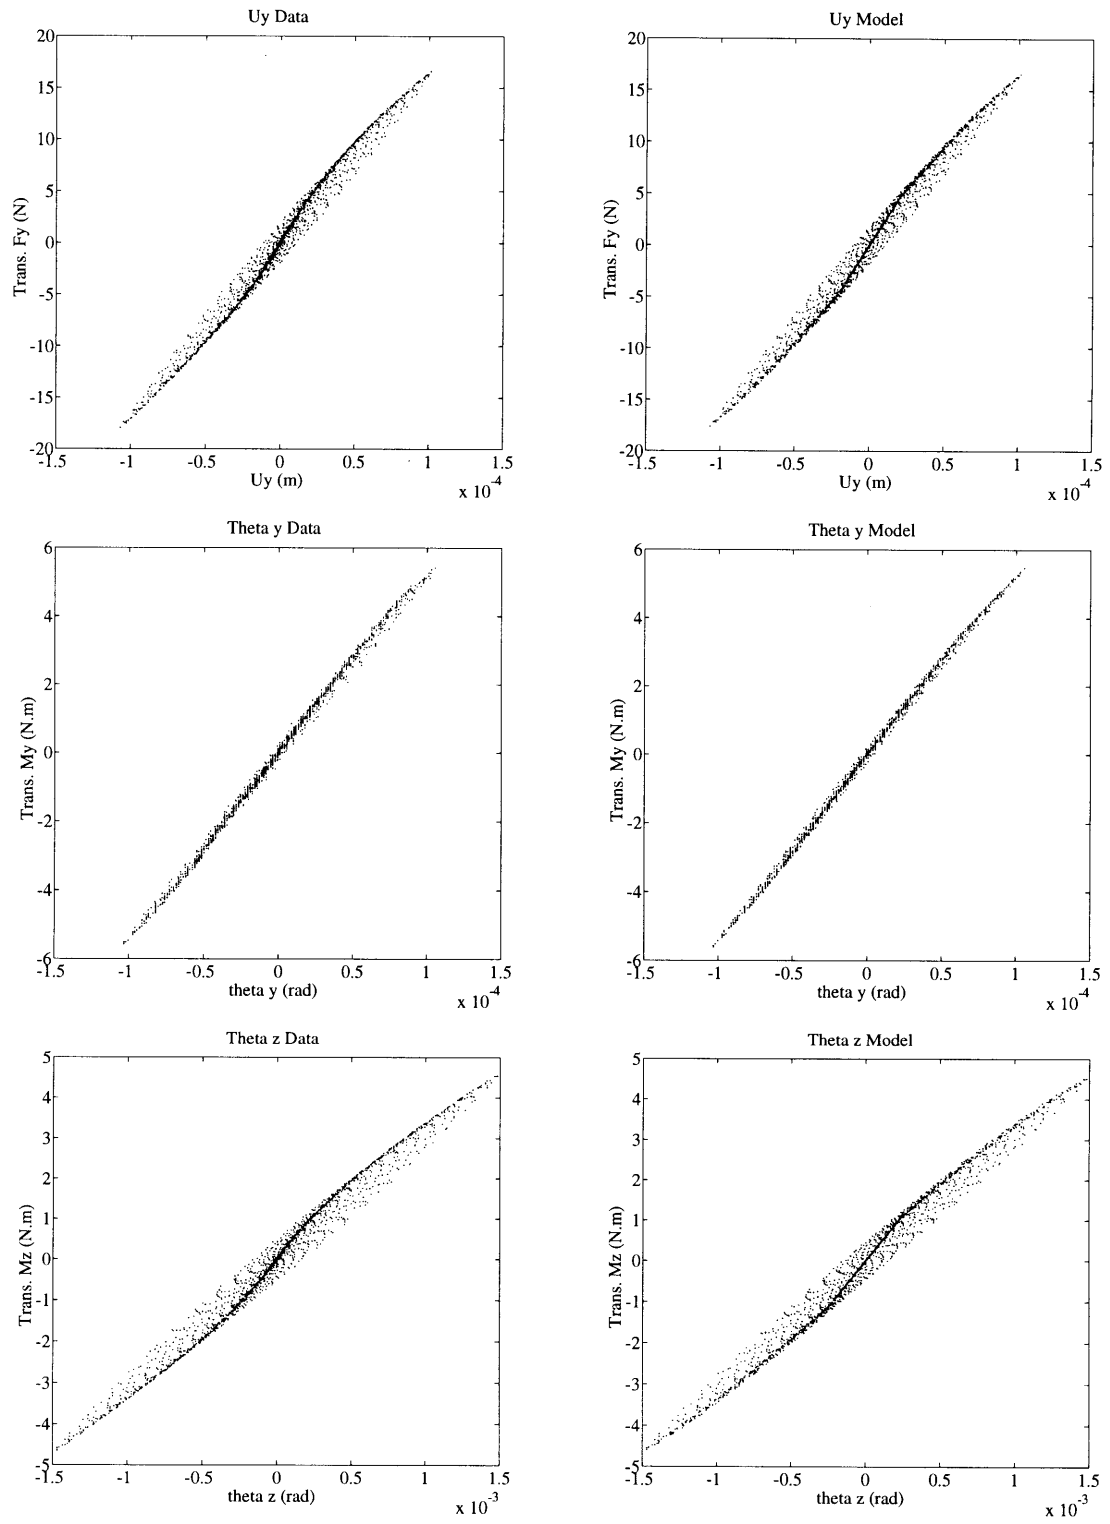 Uy Data
20
15
10
5
0
-5
-10
-15
-20
Trans. Fy (N)
-1.5 -1 -0.5 0 0.5 1 1.5
Uy (m)
x 10^-4
Uy Model
20
15
10
5
0
-5
-10
-15
-20
Trans. Fy (N)
-1.5 -1 -0.5 0 0.5 1 1.5
Uy (m)
x 10^-4
Theta y Data
6
4
2
0
-2
-4
-6
Trans. My (N.m)
-1.5 -1 -0.5 0 0.5 1 1.5
theta y (rad)
x 10^-4
Theta y Model
6
4
2
0
-2
-4
-6
Trans. My (N.m)
-1.5 -1 -0.5 0 0.5 1 1.5
theta y (rad)
x 10^-4
Theta z Data
5
4
3
2
1
0
-1
-2
-3
-4
-5
Trans. Mz (N.m)
-1.5 -1 -0.5 0 0.5 1 1.5
theta z (rad)
x 10^-3
Theta z Model
5
4
3
2
1
0
-1
-2
-3
-4
-5
Trans. Mz (N.m)
-1.5 -1 -0.5 0 0.5 1 1.5
theta z (rad)
x 10^-3